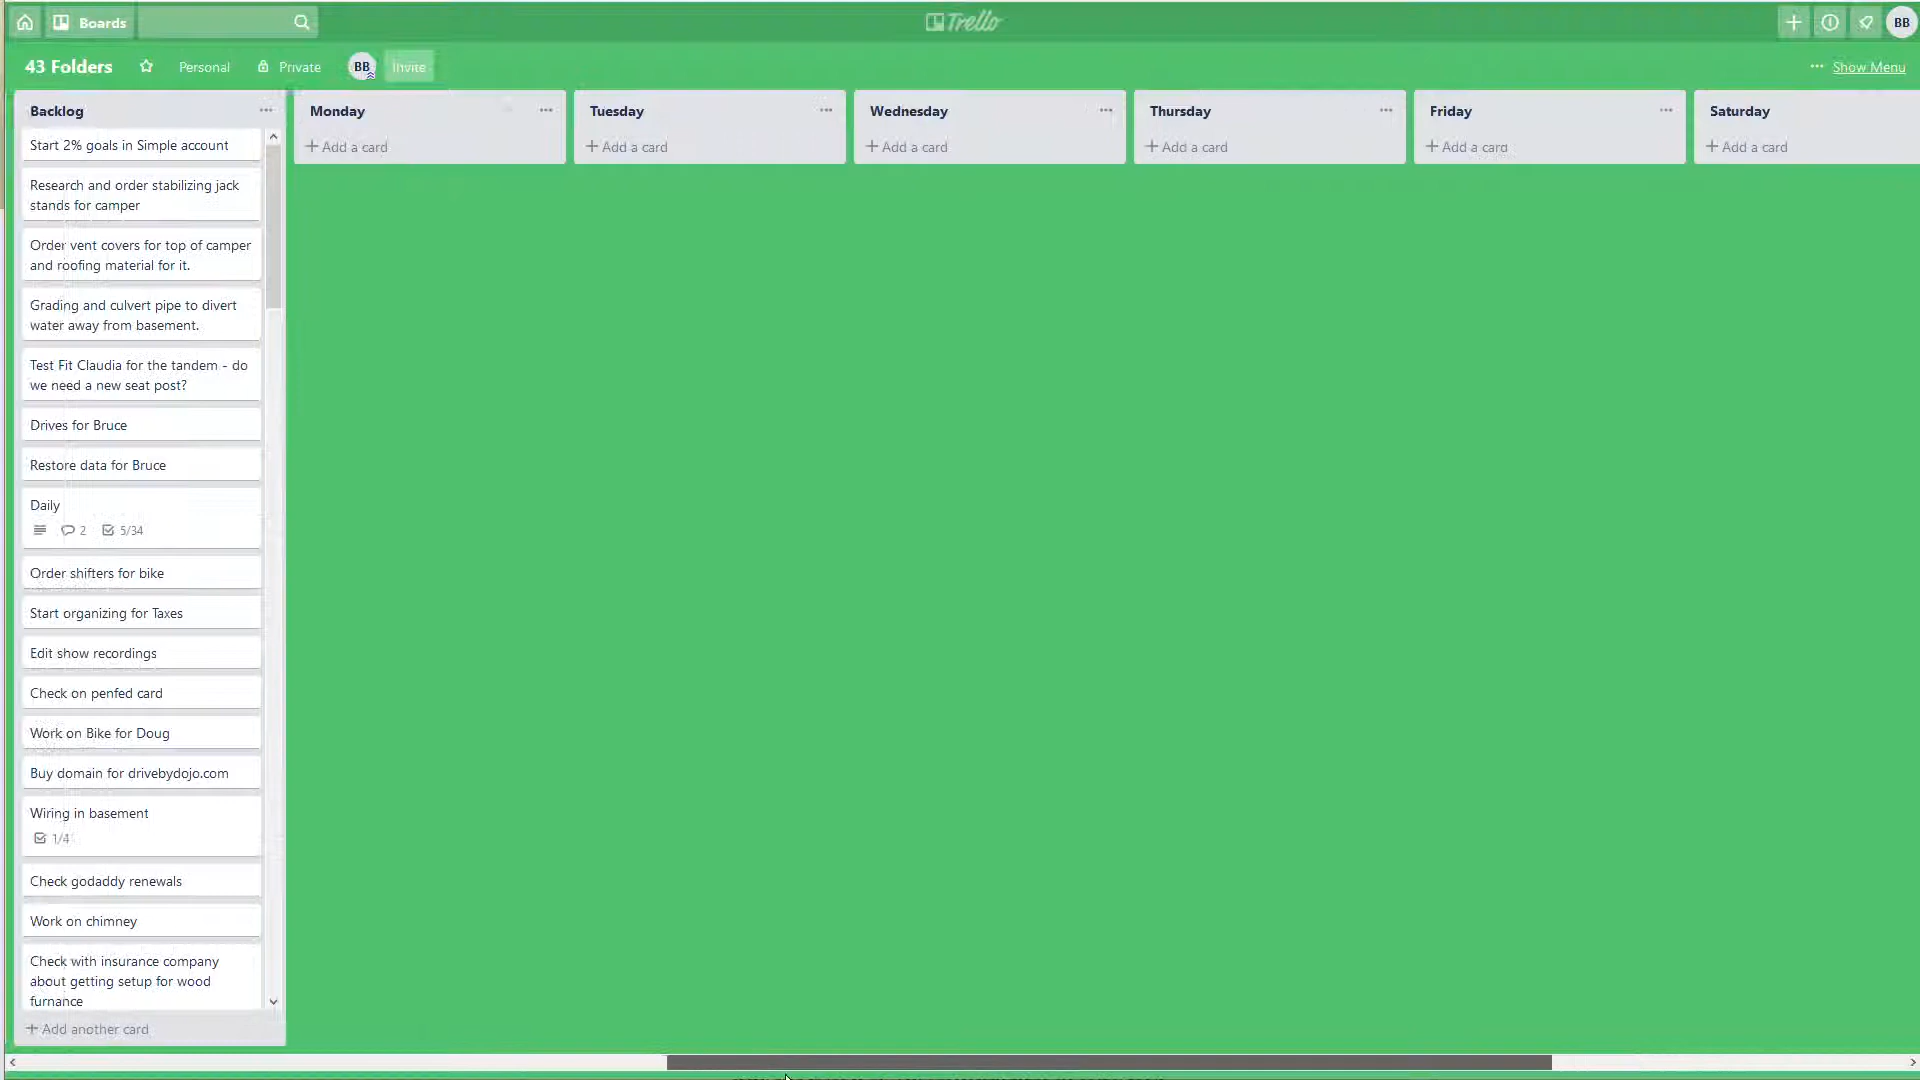 Boards
Trello
BB
43 Folders
Personal
Private
BB
Invite
Show Menu
Backlog
Start 2% goals in Simple account
Research and order stabilizing jack
stands for camper
Order vent covers for top of camper
and roofing material for it.
Grading and culvert pipe to divert
water away from basement.
Test Fit Claudia for the tandem - do
we need a new seat post?
Drives for Bruce
Restore data for Bruce
Daily
2 5/34
Order shifters for bike
Start organizing for Taxes
Edit show recordings
Check on penfed card
Work on Bike for Doug
Buy domain for drivebydojo.com
Wiring in basement
1/4
Check godaddy renewals
Work on chimney
Check with insurance company
about getting setup for wood
furnance
+ Add another card
Monday
+ Add a card
Tuesday
+ Add a card
Wednesday
+ Add a card
Thursday
+ Add a card
Friday
+ Add a card
Saturday
+ Add a card